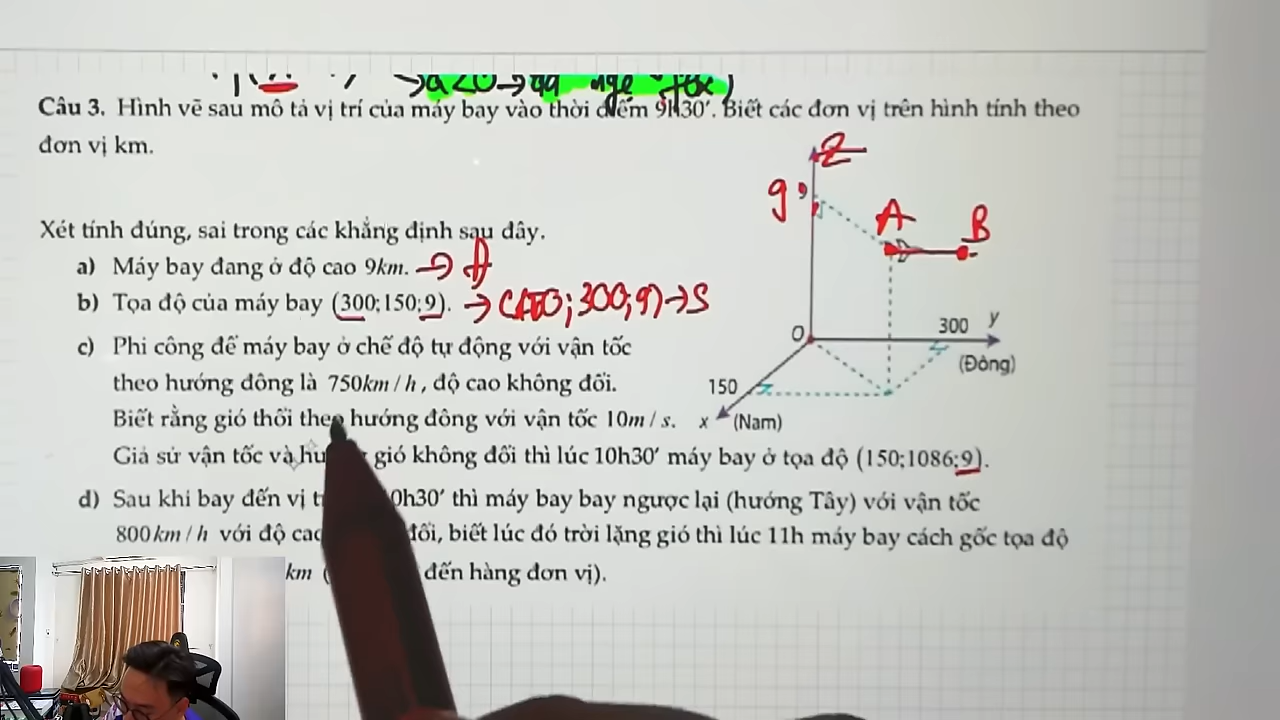 Câu 3. Hình vẽ sau mô tả vị trí của máy bay vào thời điểm 9h30′. Biết các đơn vị trên hình tính theo
đơn vị km.
Xét tính đúng, sai trong các khẳng định sau đây.
a) Máy bay đang ở độ cao 9km. → Đ
b) Tọa độ của máy bay (300;150;9). → (150; 300; 9) → S
c) Phi công để máy bay ở chế độ tự động với vận tốc
theo hướng đông là 750km / h, độ cao không đổi.
Biết rằng gió thổi theo hướng đông với vận tốc 10m / s.
Giả sử vận tốc và gió không đổi thì lúc 10h30′ máy bay ở tọa độ (150;1086;9).
d) Sau khi bay đến vị 0h30′ thì máy bay bay ngược lại (hướng Tây) với vận tốc
800km / h với độ đổi, biết lúc đó trời lặng gió thì lúc 11h máy bay cách gốc tọa độ
km ( đến hàng đơn vị).
z
9
9
A
B
O
300
y
(Đông)
150
x
(Nam)